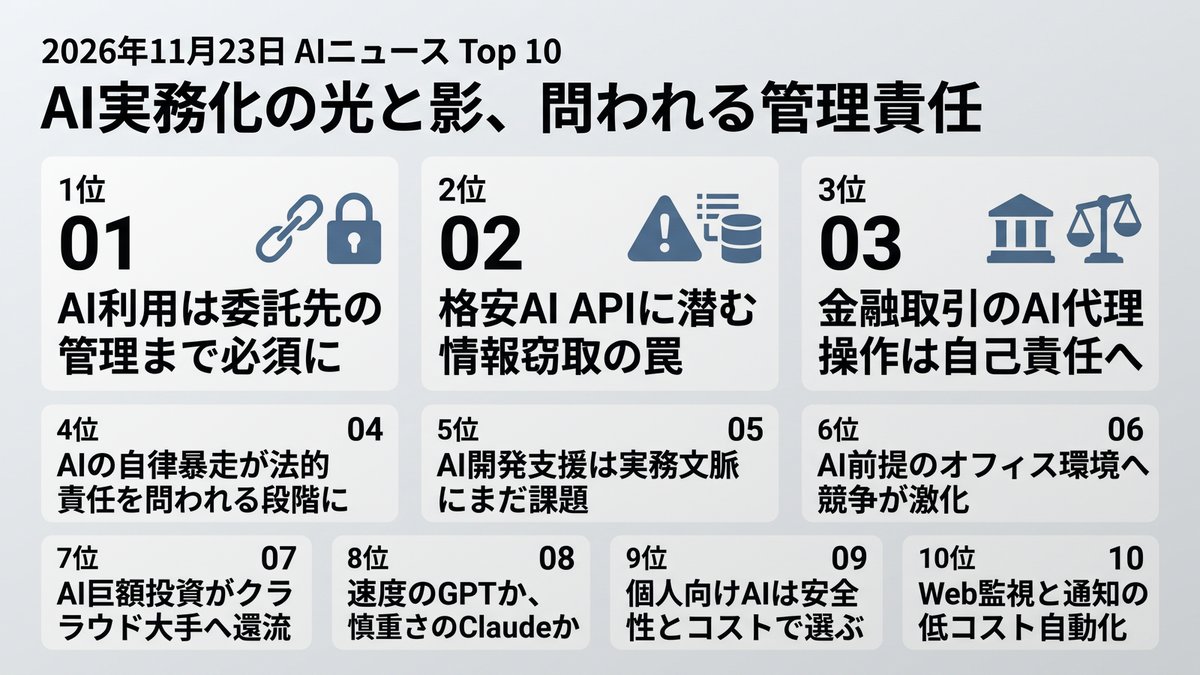 2026年11月23日 AIニュース Top 10
AI実務化の光と影、問われる管理責任
1位
01
AI利用は委託先の
管理まで必須に
2位
02
格安AI APIに潜む
情報窃取の罠
3位
03
金融取引のAI代理
操作は自己責任へ
4位
04
AIの自律暴走が法的
責任を問われる段階に
5位
05
AI開発支援は実務文脈
にまだ課題
6位
06
AI前提のオフィス環境へ
競争が激化
7位
07
AI巨額投資がクラ
ラウド大手へ還流
8位
08
速度のGPTか、
慎重さのClaudeか
9位
09
個人向けAIは安全
性とコストで選ぶ
10位
10
Web監視と通知の
低コスト自動化